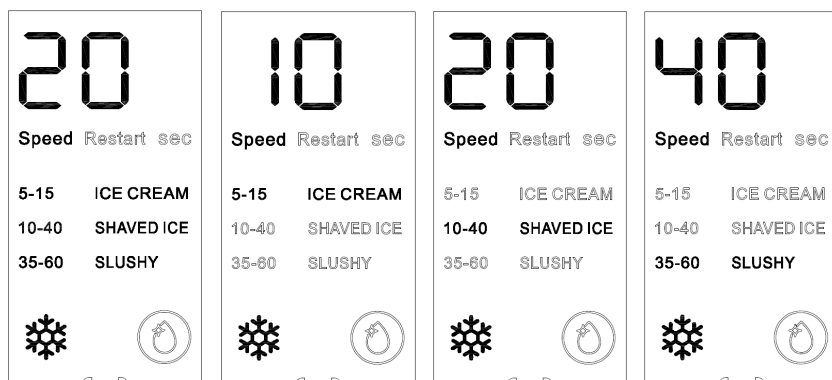 20
Speed Restart sec
5-15 ICE CREAM
10-40 SHAVED ICE
35-60 SLUSHY
10
Speed Restart sec
5-15 ICE CREAM
10-40 SHAVED ICE
35-60 SLUSHY
20
Speed Restart sec
5-15 ICE CREAM
10-40 SHAVED ICE
35-60 SLUSHY
40
Speed Restart sec
5-15 ICE CREAM
10-40 SHAVED ICE
35-60 SLUSHY